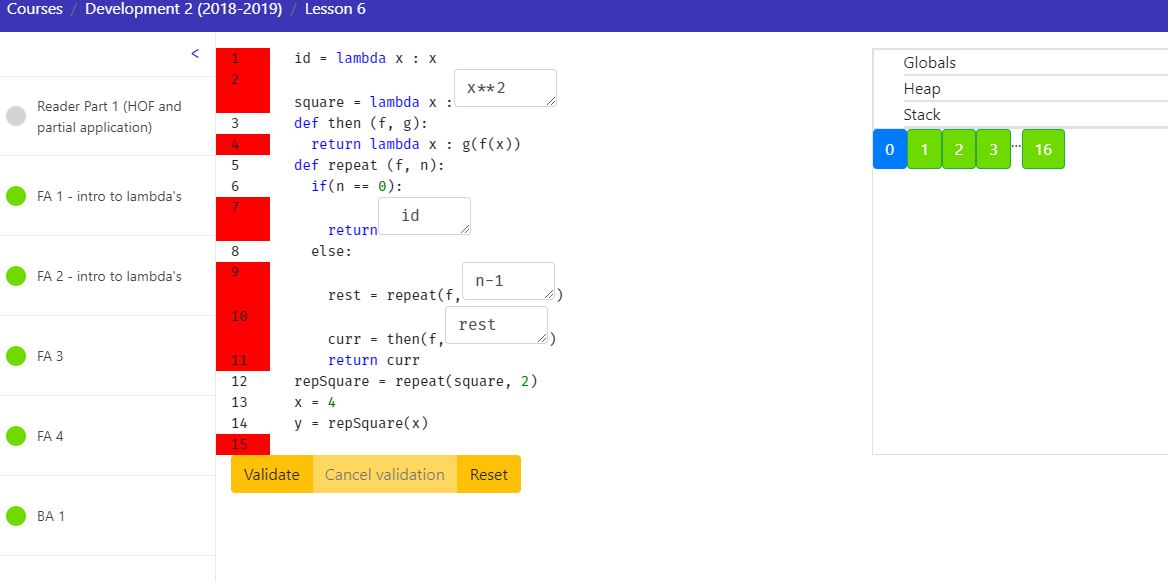 Courses / Development 2 (2018-2019) / Lesson 6
<
Reader Part 1 (HOF and
partial application)
FA 1 - intro to lambda's
FA 2 - intro to lambda's
FA 3
FA 4
BA 1
1 id = lambda x : x
2 square = lambda x : x**2
3 def then (f, g):
4 return lambda x : g(f(x))
5 def repeat (f, n):
6 if(n == 0):
7 return id
8 else:
9 rest = repeat(f, n-1 )
10 curr = then(f, rest )
11 return curr
12 repSquare = repeat(square, 2)
13 x = 4
14 y = repSquare(x)
15
Validate Cancel validation Reset
Globals
Heap
Stack
0 1 2 3 ... 16